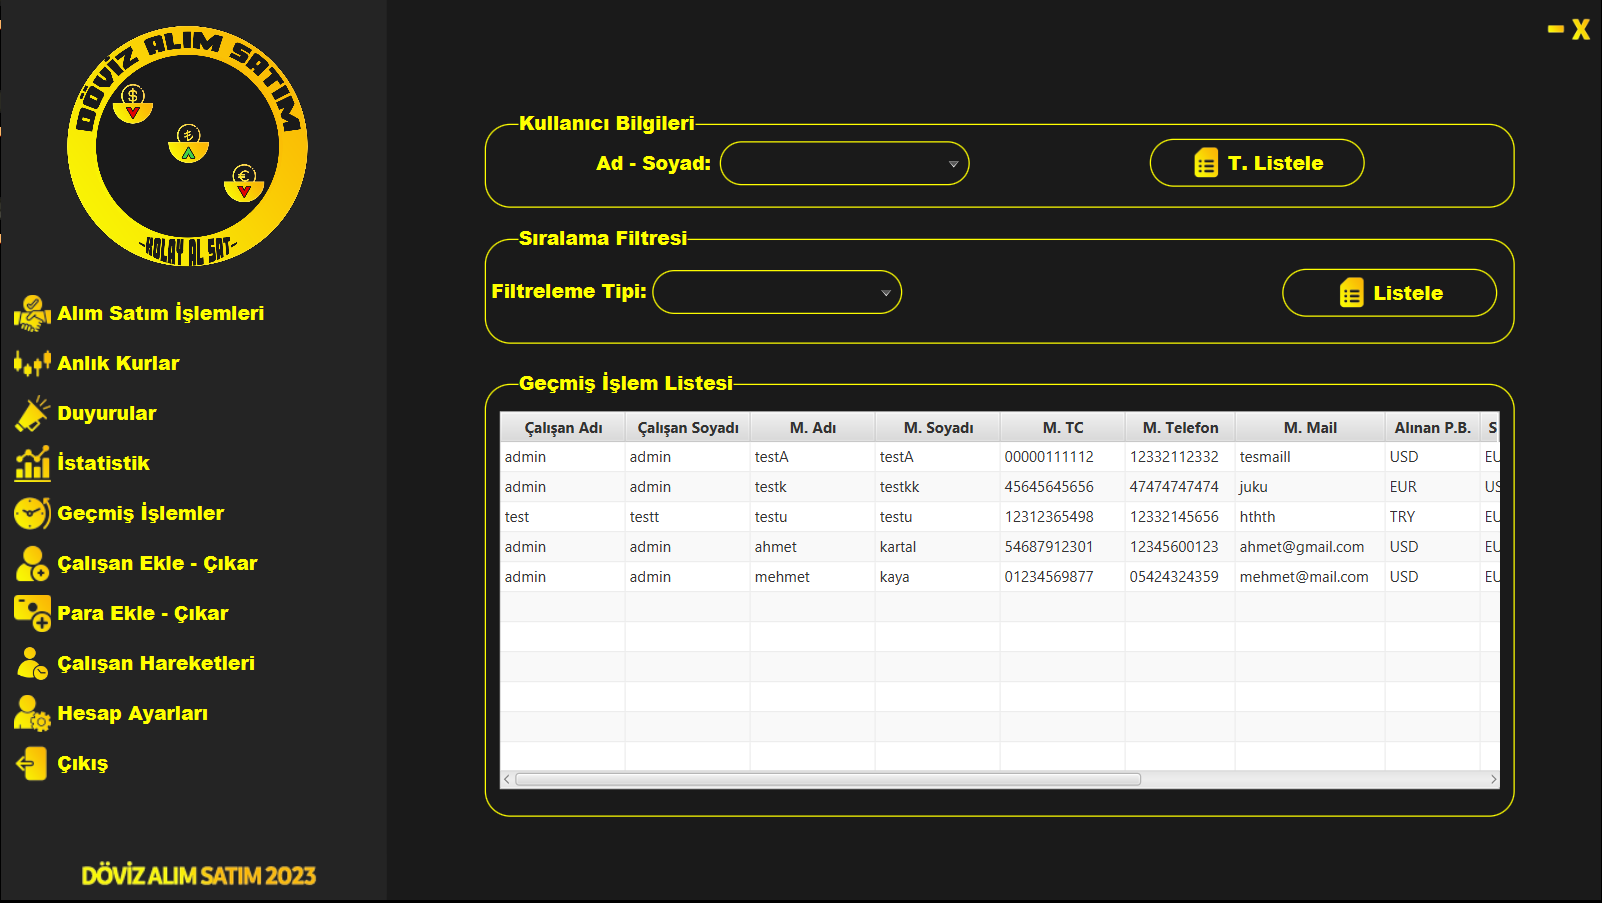 DÖVİZ ALIM SATIM
-KOLAY AL SAT-
Alım Satım İşlemleri
Anlık Kurlar
Duyurular
İstatistik
Geçmiş İşlemler
Çalışan Ekle - Çıkar
Para Ekle - Çıkar
Çalışan Hareketleri
Hesap Ayarları
Çıkış
DÖVİZ ALIM SATIM 2023
X
Kullanıcı Bilgileri
Ad - Soyad: T. Listele
Sıralama Filtresi
Filtreleme Tipi: Listele
Geçmiş İşlem Listesi
Çalışan Adı Çalışan Soyadı M. Adı M. Soyadı M. TC M. Telefon M. Mail Alınan P.B. S
admin admin testA testA 00000111112 12332112332 tesmaill USD EU
admin admin testk testkk 45645645656 47474747474 juku EUR US
test testt testu testu 12312365498 12332145656 hthth TRY EU
admin admin ahmet kartal 54687912301 12345600123 ahmet@gmail.com USD EU
admin admin mehmet kaya 01234569877 05424324359 mehmet@mail.com USD EU